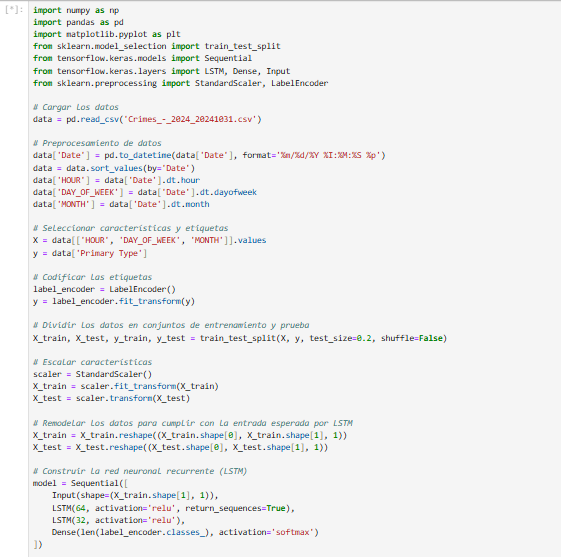 [*]:
import numpy as np
import pandas as pd
import matplotlib.pyplot as plt
from sklearn.model_selection import train_test_split
from tensorflow.keras.models import Sequential
from tensorflow.keras.layers import LSTM, Dense, Input
from sklearn.preprocessing import StandardScaler, LabelEncoder

# Cargar los datos
data = pd.read_csv('Crimes_-_2024_20241031.csv')

# Preprocesamiento de datos
data['Date'] = pd.to_datetime(data['Date'], format='%m/%d/%Y %I:%M:%S %p')
data = data.sort_values(by='Date')
data['HOUR'] = data['Date'].dt.hour
data['DAY_OF_WEEK'] = data['Date'].dt.dayofweek
data['MONTH'] = data['Date'].dt.month

# Seleccionar características y etiquetas
X = data[['HOUR', 'DAY_OF_WEEK', 'MONTH']].values
y = data['Primary Type']

# Codificar las etiquetas
label_encoder = LabelEncoder()
y = label_encoder.fit_transform(y)

# Dividir los datos en conjuntos de entrenamiento y prueba
X_train, X_test, y_train, y_test = train_test_split(X, y, test_size=0.2, shuffle=False)

# Escalar características
scaler = StandardScaler()
X_train = scaler.fit_transform(X_train)
X_test = scaler.transform(X_test)

# Remodelar los datos para cumplir con la entrada esperada por LSTM
X_train = X_train.reshape((X_train.shape[0], X_train.shape[1], 1))
X_test = X_test.reshape((X_test.shape[0], X_test.shape[1], 1))

# Construir la red neuronal recurrente (LSTM)
model = Sequential([
    Input(shape=(X_train.shape[1], 1)),
    LSTM(64, activation='relu', return_sequences=True),
    LSTM(32, activation='relu'),
    Dense(len(label_encoder.classes_), activation='softmax')
])